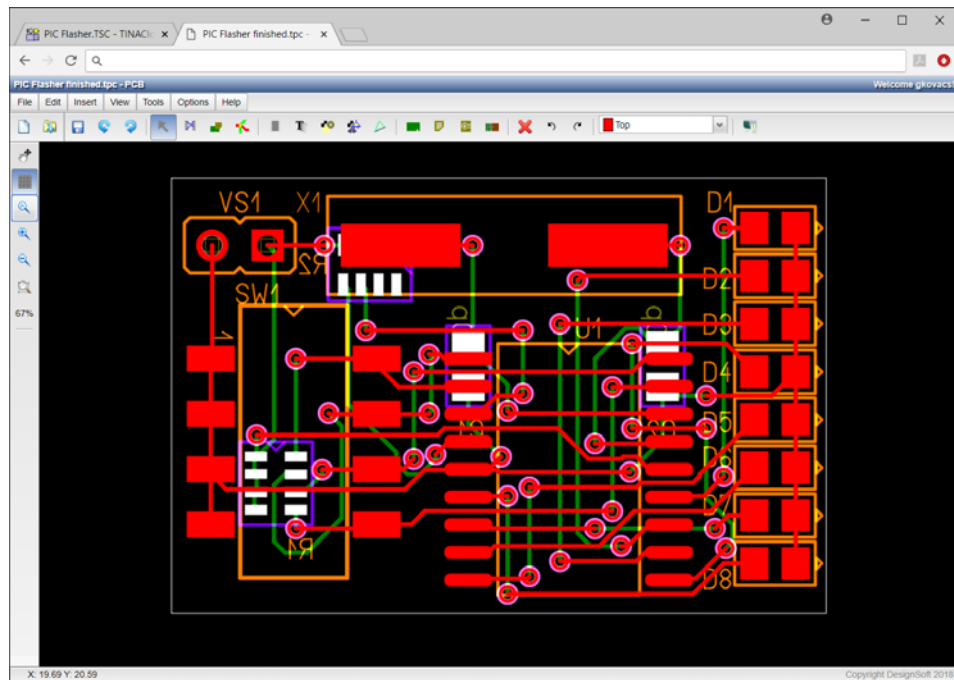 PIC Flasher.TSC - TINAClo
PIC Flasher finished.tpc -
PIC Flasher finished.tpc - PCB
Welcome gkovacs!
File Edit Insert View Tools Options Help
Top
VS1 X1 D1
R2 D2
SW1
U1 D3
67%
1
D4
D5
D6
D7
R1
D8
X: 19.69 Y: 20.59
Copyright DesignSoft 2018